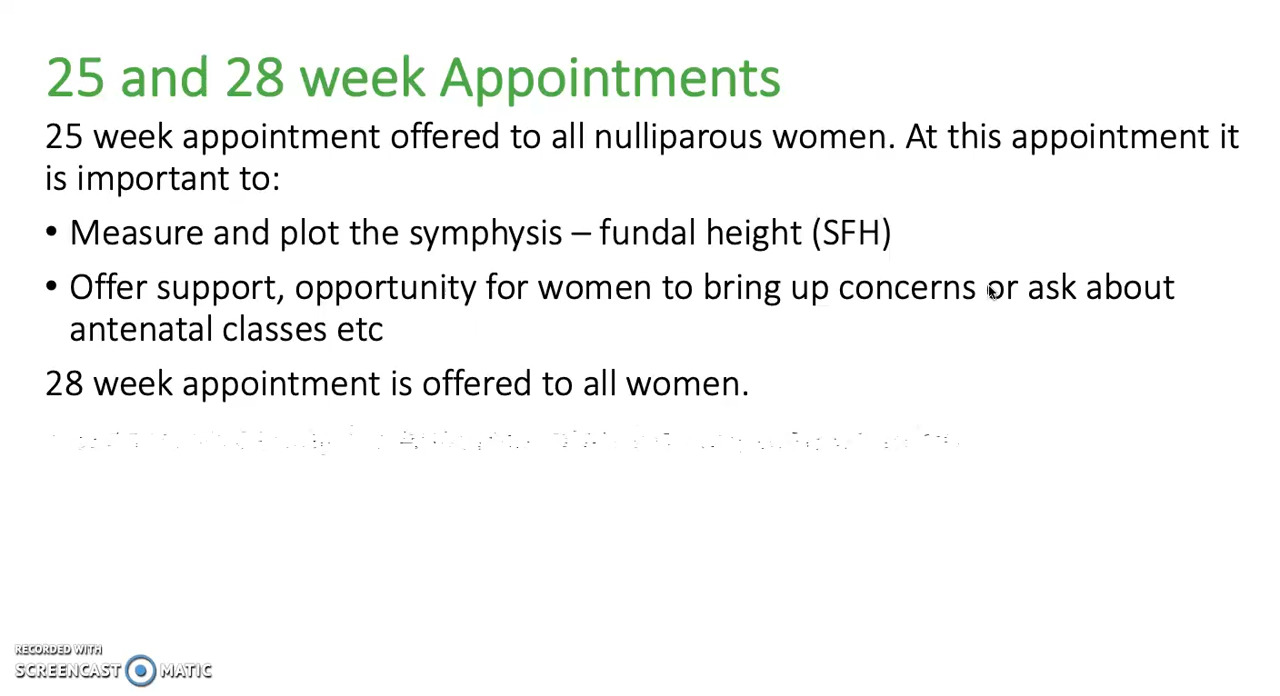 25 and 28 week Appointments
25 week appointment offered to all nulliparous women. At this appointment it
is important to:
• Measure and plot the symphysis – fundal height (SFH)
• Offer support, opportunity for women to bring up concerns or ask about
antenatal classes etc
28 week appointment is offered to all women.
RECORDED WITH
SCREENCAST MATIC